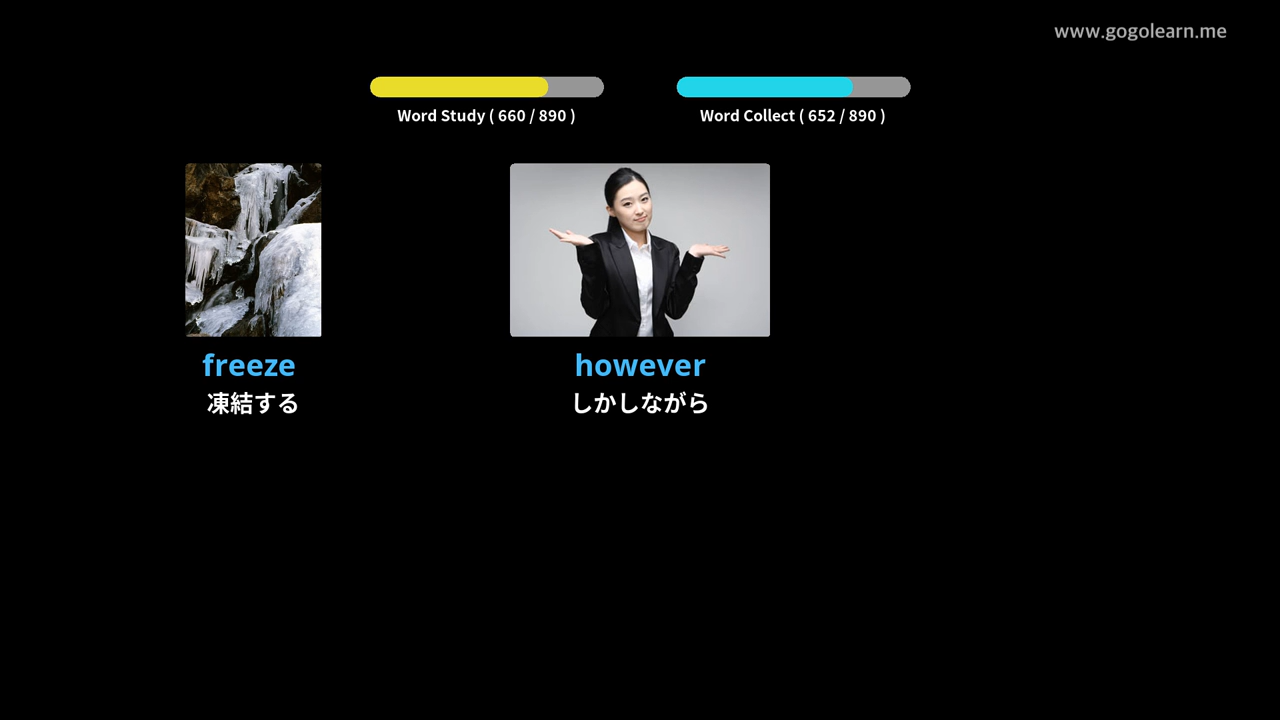 www.gogolearn.me
Word Study ( 660 / 890 )
Word Collect ( 652 / 890 )
freeze
凍結する
however
しかしながら